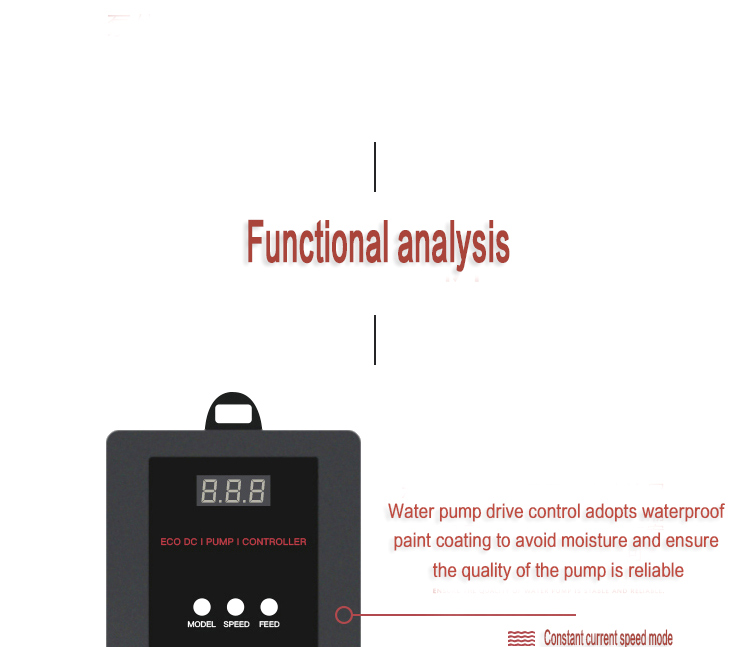 Functional analysis
8.8.8
ECO DC I PUMP I CONTROLLER
MODEL SPEED FEED
Water pump drive control adopts waterproof
paint coating to avoid moisture and ensure
the quality of the pump is reliable
Constant current speed mode